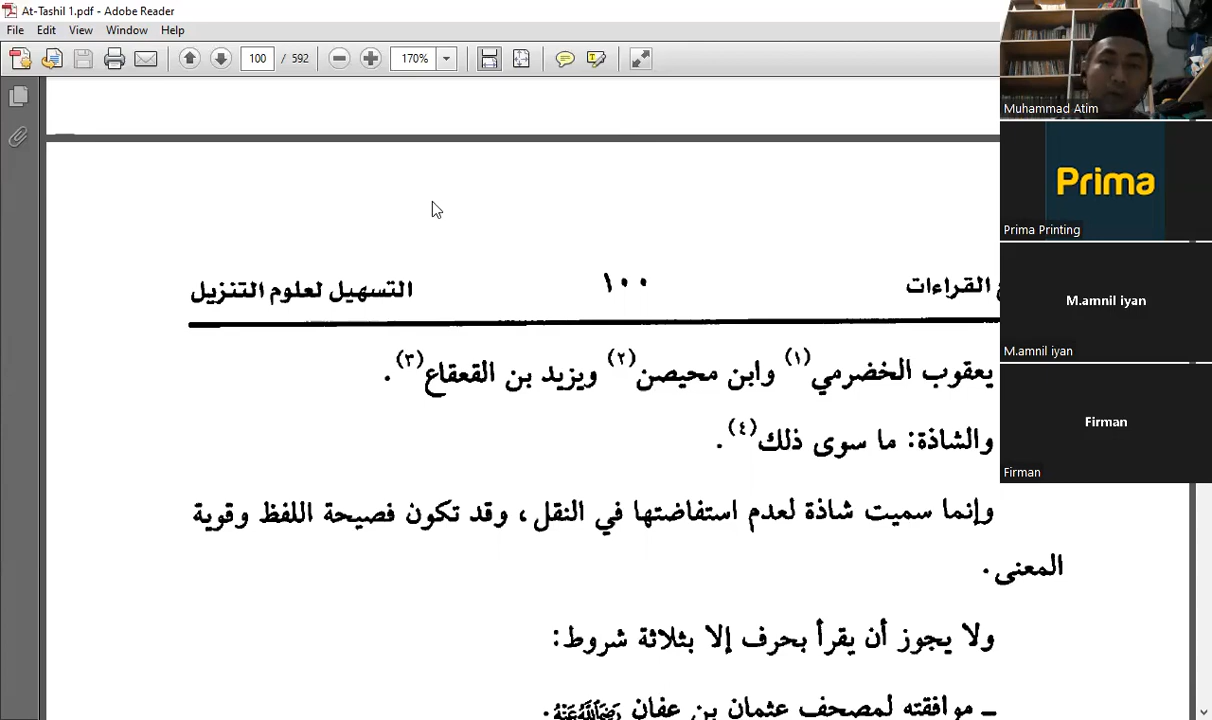 At-Tashil 1.pdf - Adobe Reader
File Edit View Window Help
100 / 592 170%
القراءات ١٠٠ التسهيل لعلوم التنزيل
يعقوب الخضرمي(١) وابن محيصن(٢) ويزيد بن القعقاع(٣).
والشاذة: ما سوى ذلك(٤).
وإنما سميت شاذة لعدم استفاضتها في النقل، وقد تكون فصيحة اللفظ وقوية
المعنى.
ولا يجوز أن يقرأ بحرف إلا بثلاثة شروط:
ـ موافقته لمصحف عثمان بن عفان رَضِيَاللَّهُعَنْهُ.
Muhammad Atim
Prima
Prima Printing
M.amnil iyan
M.amnil iyan
Firman
Firman